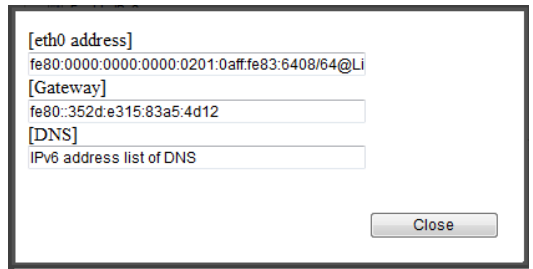 [eth0 address]
fe80:0000:0000:0000:0201:0aff:fe83:6408/64@Li
[Gateway]
fe80::352d:e315:83a5:4d12
[DNS]
IPv6 address list of DNS
Close